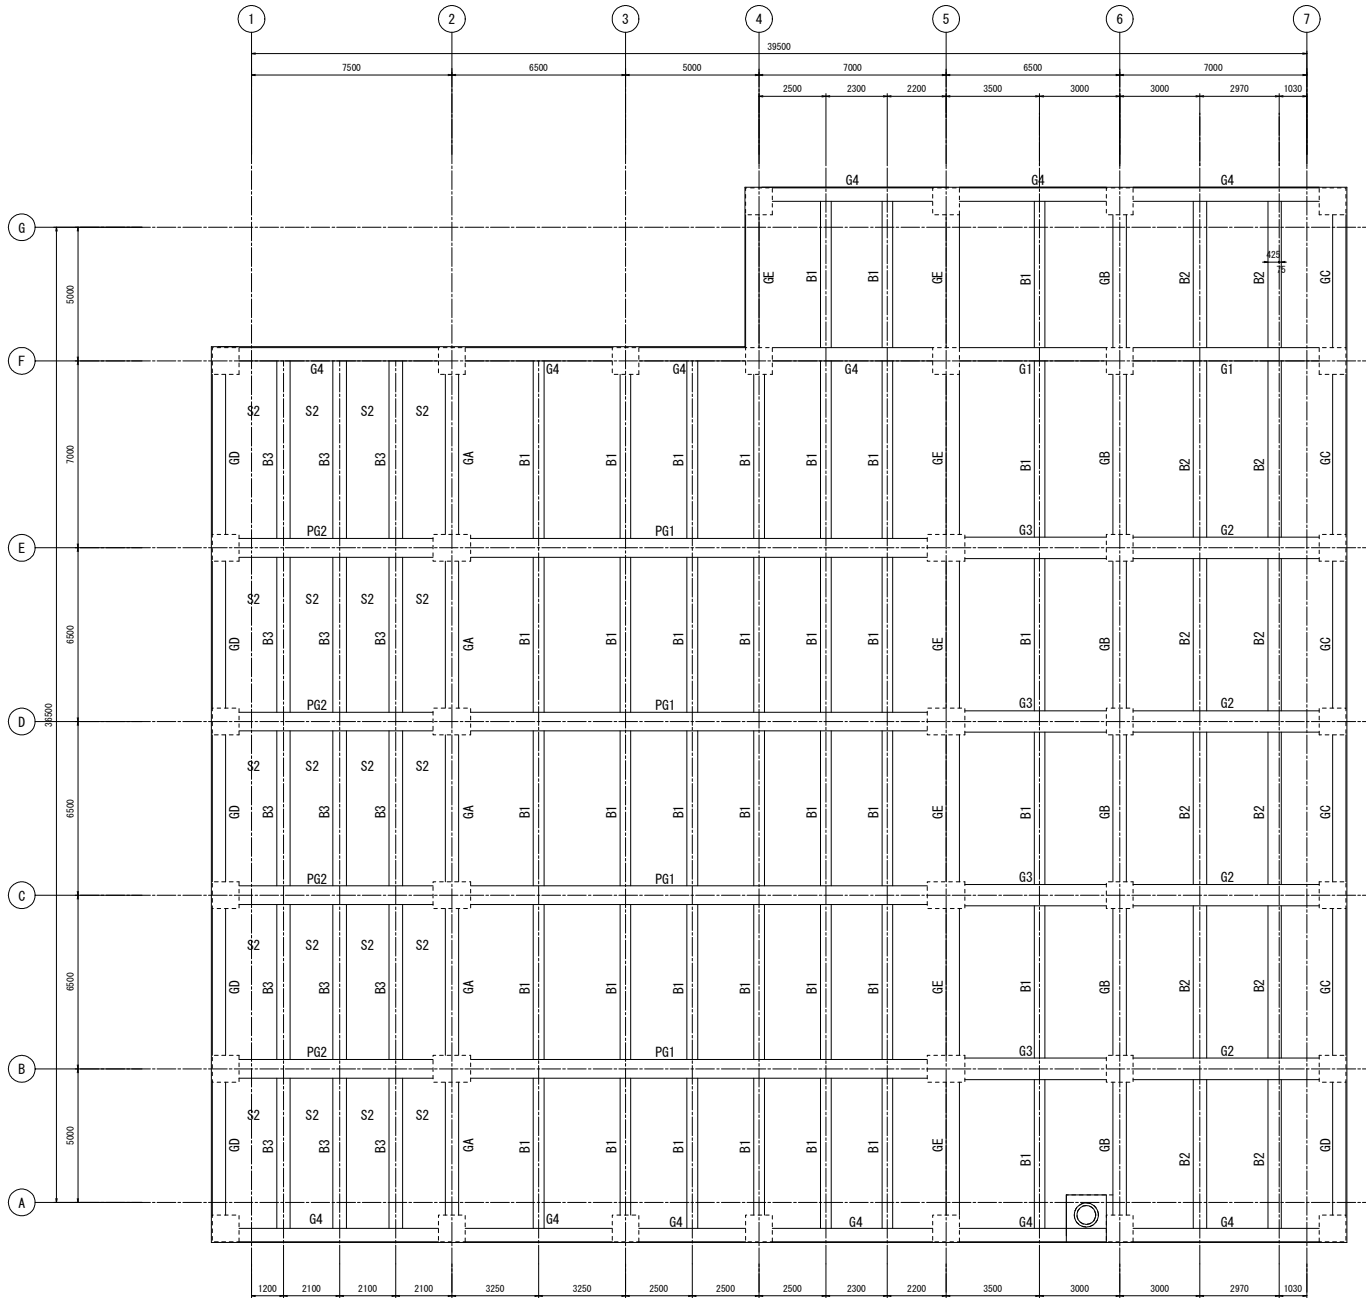 1 2 3 4 5 6 7
39500
7500 6500 5000 7000 6500 7000
2500 2300 2200 3500 3000 3000 2970 1030
G4 G4 G4
G
425
75
5000
GE B1 B1 GE B1 GB B2 B2 GC
F
G4 G4 G4 G4 G1 G1
S2 S2 S2 S2
7000
GD B3 B3 B3 GA B1 B1 B1 B1 B1 B1 GE B1 GB B2 B2 GC
PG2 PG1 G3 G2
E
S2 S2 S2 S2
6500
GD B3 B3 B3 GA B1 B1 B1 B1 B1 B1 GE B1 GB B2 B2 GC
PG2 PG1 G3 G2
36500
D
S2 S2 S2 S2
6500
GD B3 B3 B3 GA B1 B1 B1 B1 B1 B1 GE B1 GB B2 B2 GC
PG2 PG1 G3 G2
C
S2 S2 S2 S2
6500
GD B3 B3 B3 GA B1 B1 B1 B1 B1 B1 GE B1 GB B2 B2 GC
PG2 PG1 G3 G2
B
S2 S2 S2 S2
5000
GD B3 B3 B3 GA B1 B1 B1 B1 B1 B1 GE B1 GB B2 B2 GD
A
G4 G4 G4 G4 G4 G4
1200 2100 2100 2100 3250 3250 2500 2500 2500 2300 2200 3500 3000 3000 2970 1030